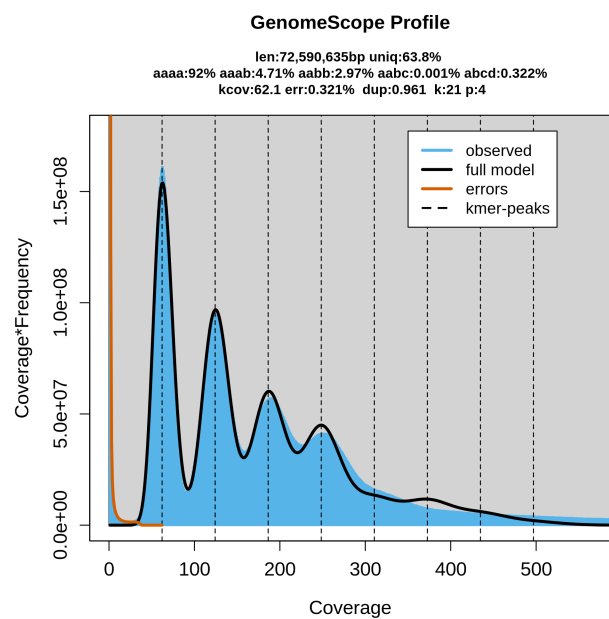 GenomeScope Profile
len:72,590,635bp uniq:63.8%
aaaa:92% aaab:4.71% aabb:2.97% aabc:0.001% abcd:0.322%
kcov:62.1 err:0.321% dup:0.961 k:21 p:4
observed
full model
errors
kmer-peaks
Coverage*Frequency
1.5e+08
1.0e+08
5.0e+07
0.0e+00
0 100 200 300 400 500
Coverage